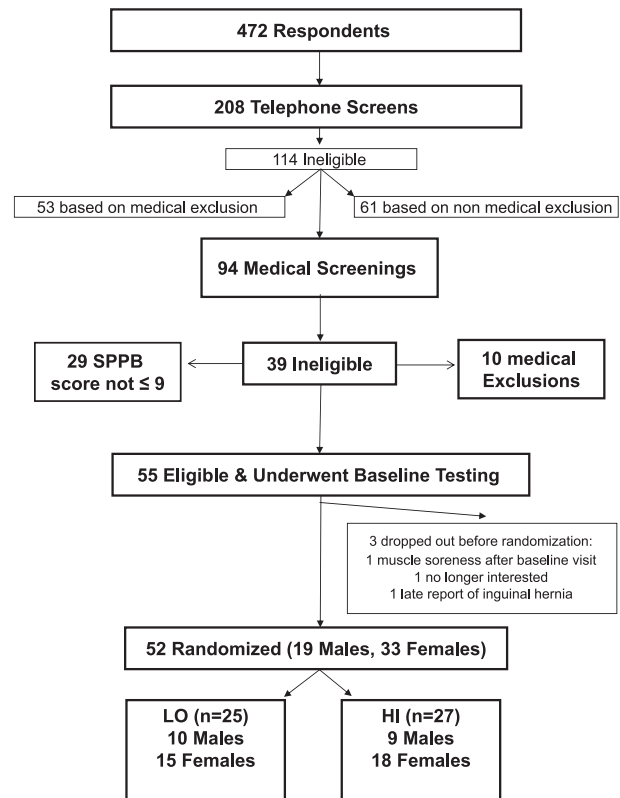 472 Respondents
208 Telephone Screens
114 Ineligible
53 based on medical exclusion
61 based on non medical exclusion
94 Medical Screenings
29 SPPB
score not ≤ 9
39 Ineligible
10 medical
Exclusions
55 Eligible & Underwent Baseline Testing
3 dropped out before randomization:
1 muscle soreness after baseline visit
1 no longer interested
1 late report of inguinal hernia
52 Randomized (19 Males, 33 Females)
LO (n=25)
10 Males
15 Females
HI (n=27)
9 Males
18 Females